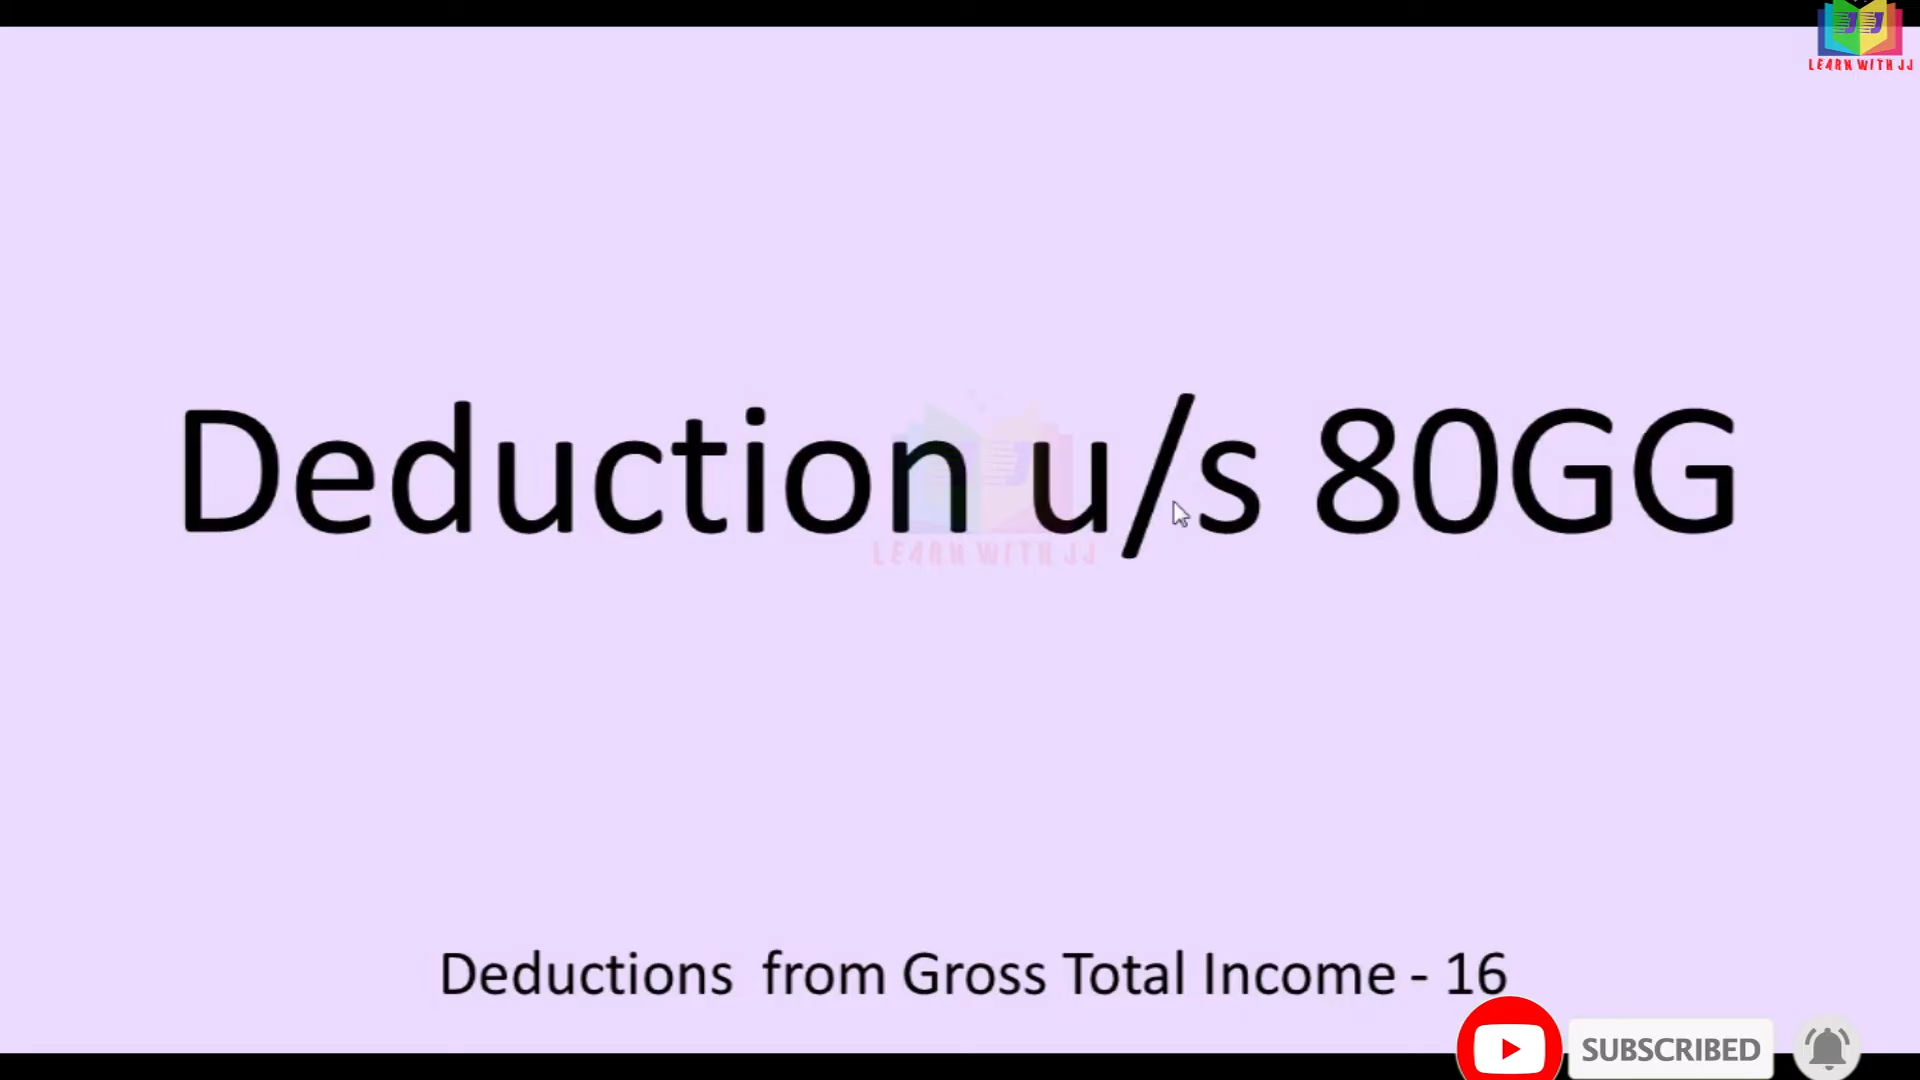 LEARN WITH JJ
Deduction u/s 80GG
LEARN WITH JJ
Deductions from Gross Total Income - 16
SUBSCRIBED